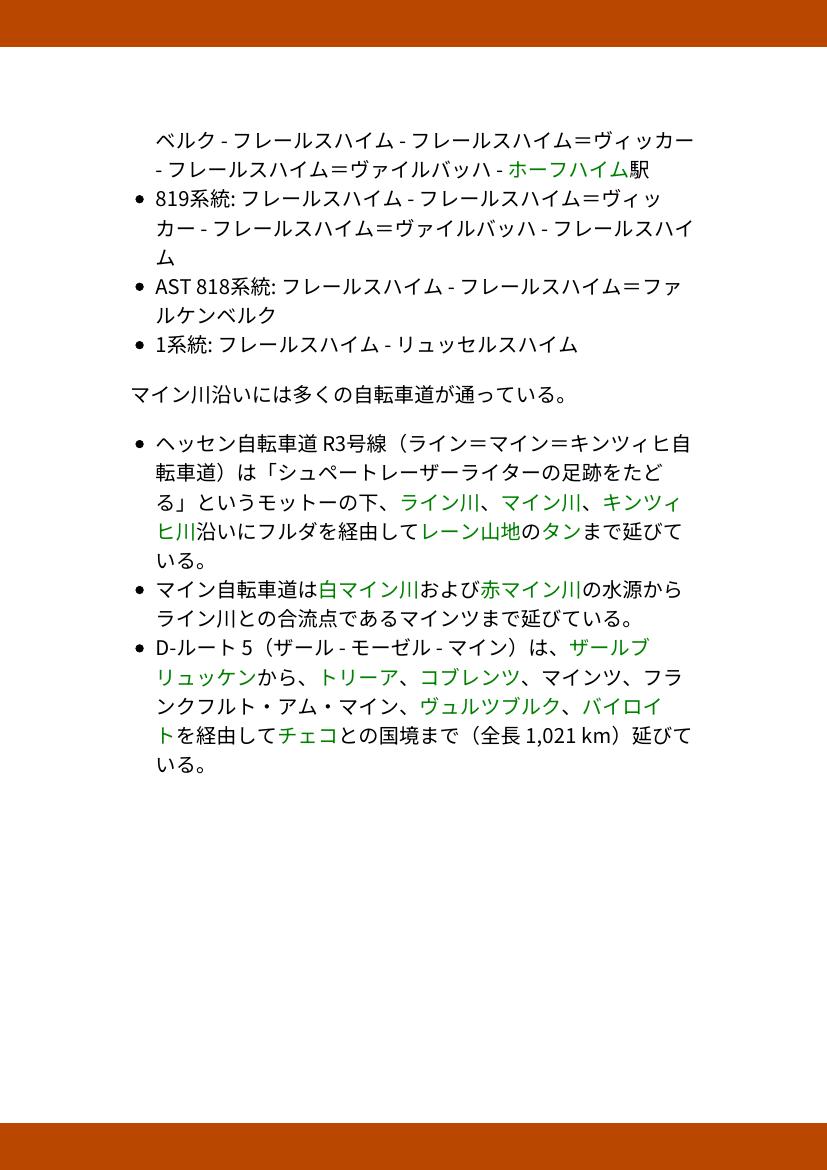 ベルク - フレールスハイム - フレールスハイム＝ヴィッカー
- フレールスハイム＝ヴァイルバッハ - ホーフハイム駅
819系統: フレールスハイム - フレールスハイム＝ヴィッ
カー - フレールスハイム＝ヴァイルバッハ - フレールスハイ
ム
AST 818系統: フレールスハイム - フレールスハイム＝ファ
ルケンベルク
1系統: フレールスハイム - リュッセルスハイム
マイン川沿いには多くの自転車道が通っている。
ヘッセン自転車道 R3号線（ライン＝マイン＝キンツィヒ自
転車道）は「シュペートレーザーライターの足跡をたど
る」というモットーの下、ライン川、マイン川、キンツィ
ヒ川沿いにフルダを経由してレーン山地のタンまで延びて
いる。
マイン自転車道は白マイン川および赤マイン川の水源から
ライン川との合流点であるマインツまで延びている。
D-ルート 5（ザール - モーゼル - マイン）は、ザールブ
リュッケンから、トリーア、コブレンツ、マインツ、フラ
ンクフルト・アム・マイン、ヴュルツブルク、バイロイ
トを経由してチェコとの国境まで（全長 1,021 km）延びて
いる。